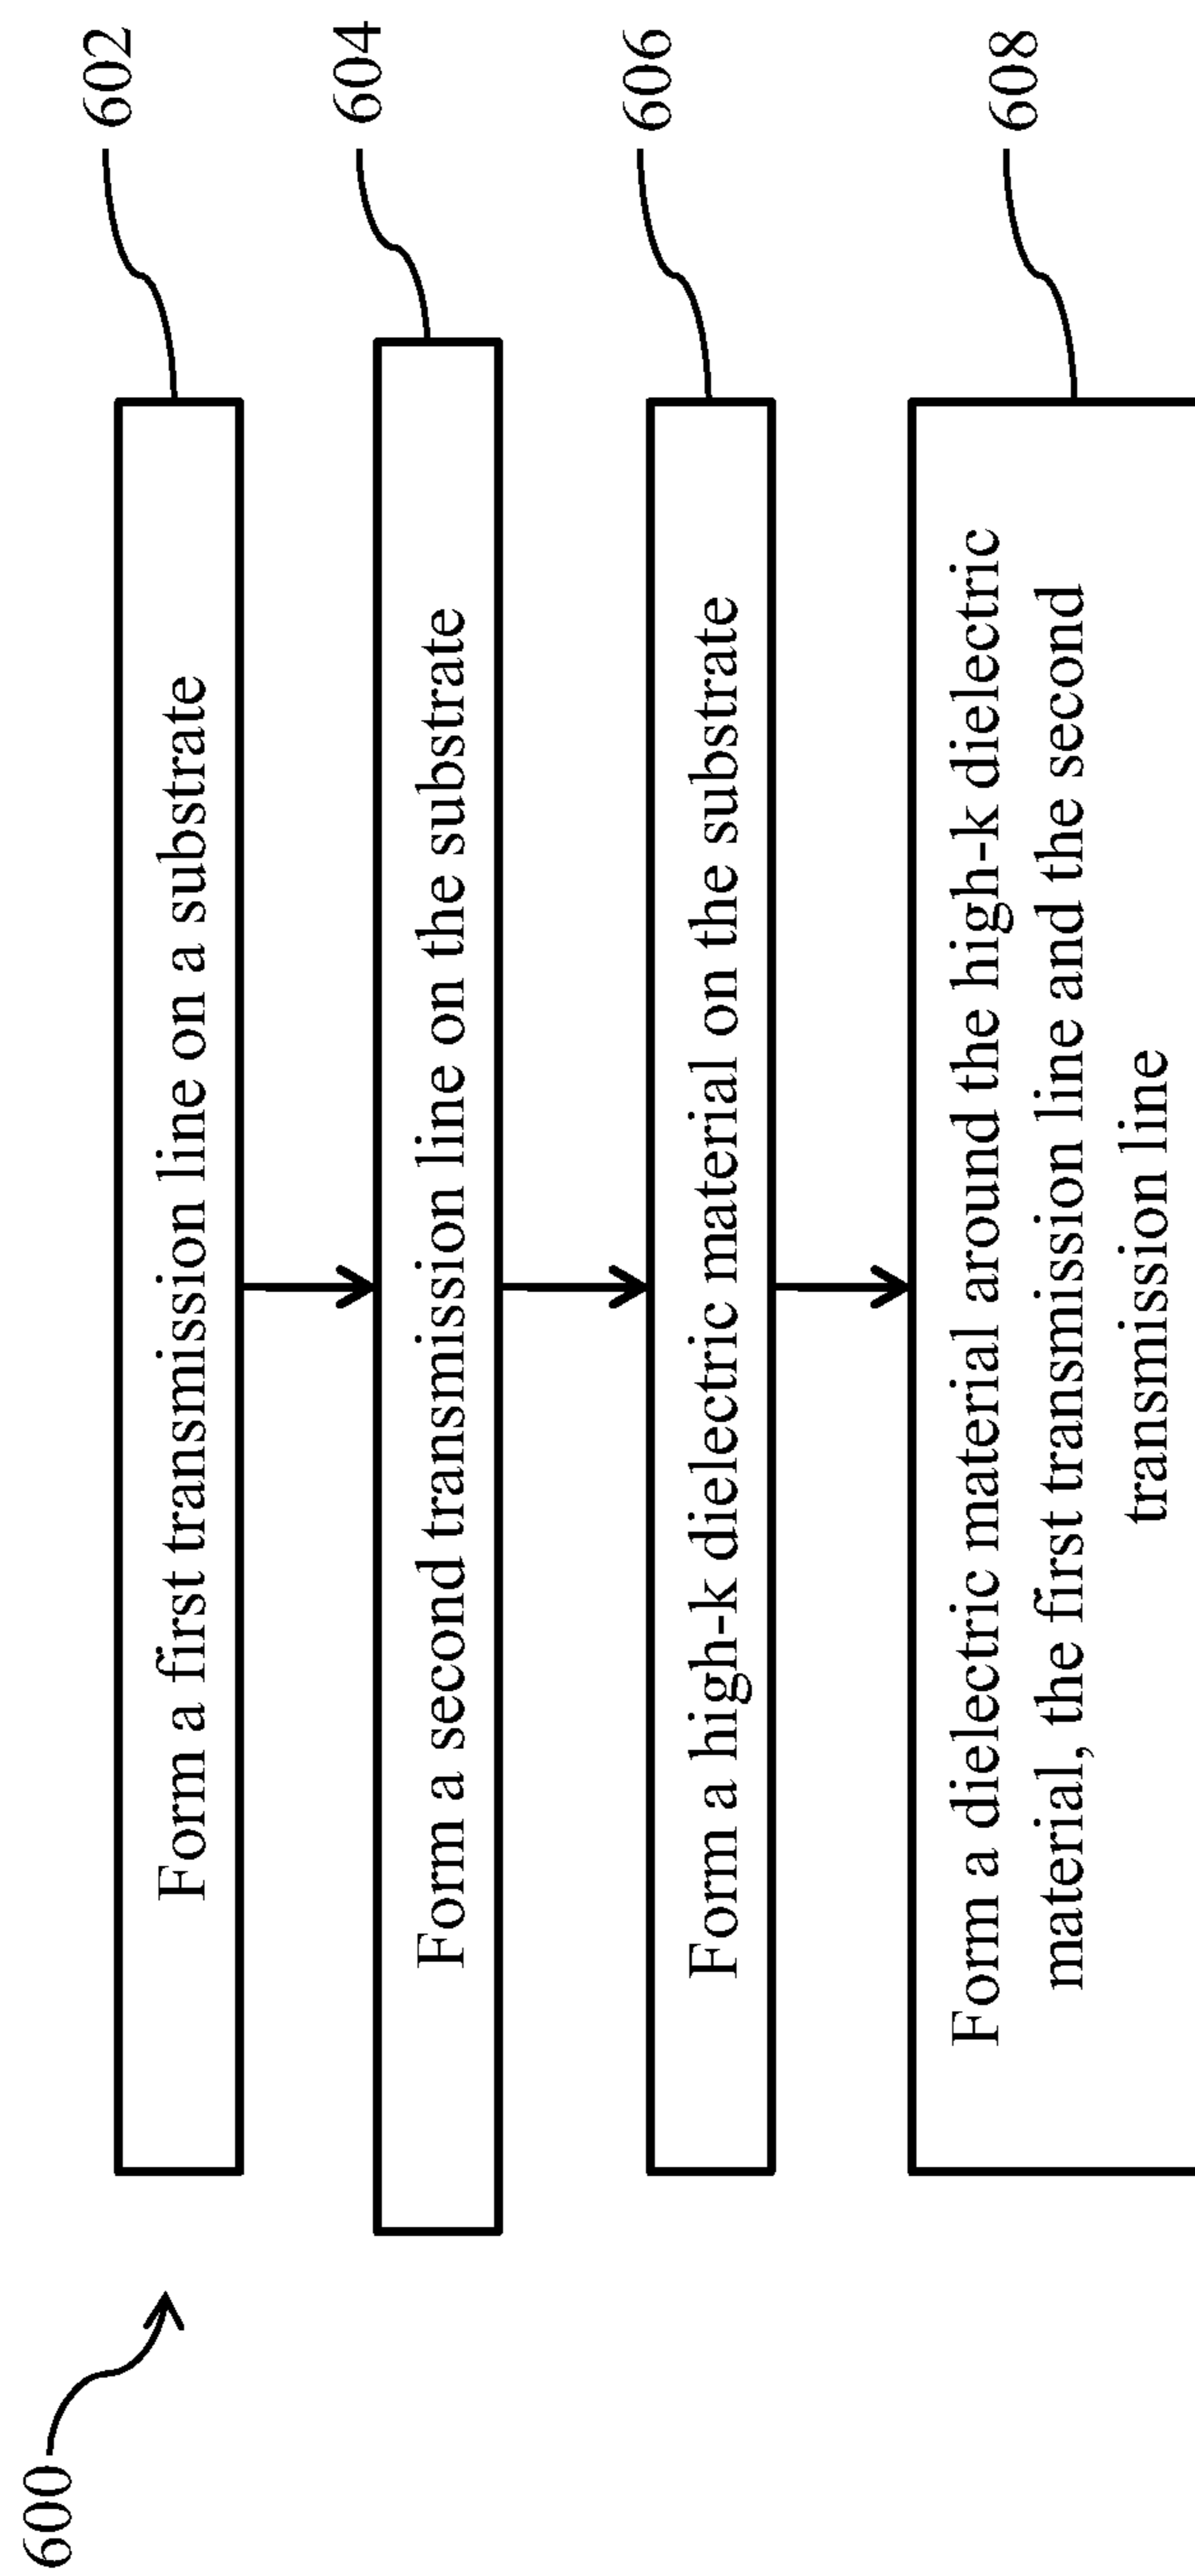 600
602
Form a first transmission line on a substrate
604
Form a second transmission line on the substrate
606
Form a high-k dielectric material on the substrate
608
Form a dielectric material around the high-k dielectric
material, the first transmission line and the second
transmission line